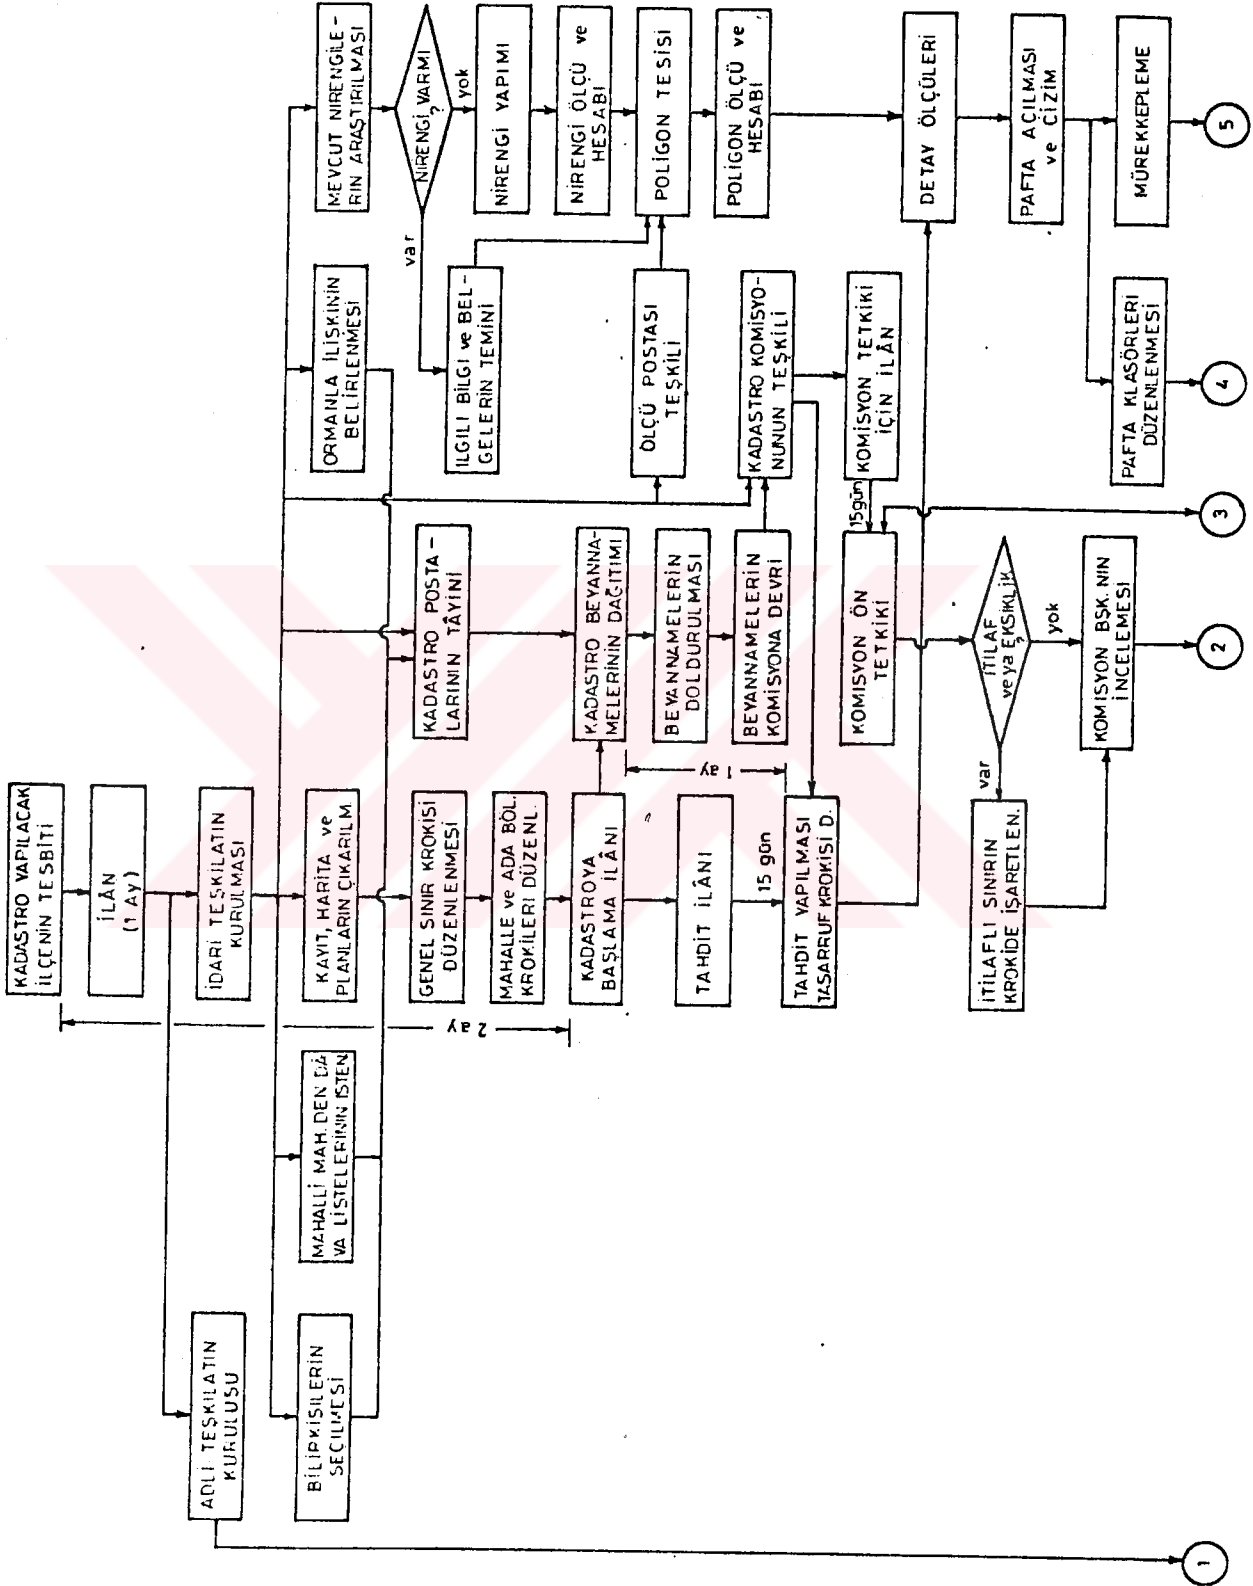 KADASTRO YAPILACAK
İLÇENİN TESBİTİ
İLÂN
(1 Ay)
ADLİ TEŞKİLATIN
KURULUŞU
İDARİ TEŞKİLATIN
KURULMASI
BİLİRKİŞİLERİN
SEÇİLMESİ
MAHALLİ MAH.DEN DA
VA LİSTELERİNİN İSTEN
KAYIT, HARİTA ve
PLANLARIN ÇIKARILM.
ORMANLA İLİŞKİNİN
BELİRLENMESİ
MEVCUT NİRENGİLE-
RİN ARAŞTIRILMASI
NİRENGİ VARMI
?
var
yok
GENEL SINIR KROKİSİ
DÜZENLENMESİ
KADASTRO POSTA-
LARININ TÂYİNİ
İLGİLİ BİLGİ ve BEL-
GELERİN TEMİNİ
NİRENGİ YAPIMI
MAHALLE ve ADA BÖL.
KROKİLERİ DÜZENL.
2 ay
NİRENGİ ÖLÇÜ ve
HESABI
KADASTROYA
BAŞLAMA İLÂNI
KADASTRO BEYANNA-
MELERİNİN DAĞITIMI
ÖLÇÜ POSTASI
TEŞKİLİ
POLİGON TESİSİ
TAHDİT İLÂNI
1 ay
BEYANNAMELERİN
DOLDURULMASI
POLİGON ÖLÇÜ ve
HESABI
15 gün
BEYANNAMELERİN
KOMİSYONA DEVRİ
KADASTRO KOMİSYO-
NUNUN TEŞKİLİ
TAHDİT YAPILMASI
TASARRUF KROKİSİ D.
KOMİSYON ÖN
TETKİKİ
15gün
KOMİSYON TETKİKİ
İÇİN İLÂN
DETAY ÖLÇÜLERİ
İTİLAF
veya EKSİKLİK
?
var
yok
İTİLAFLI SINIRIN
KROKİDE İŞARETLEN.
PAFTA AÇILMASI
ve ÇİZİM
KOMİSYON BŞK.NIN
İNCELEMESİ
PAFTA KLASÖRLERİ
DÜZENLENMESİ
MÜREKKEPLEME
1
2
3
4
5